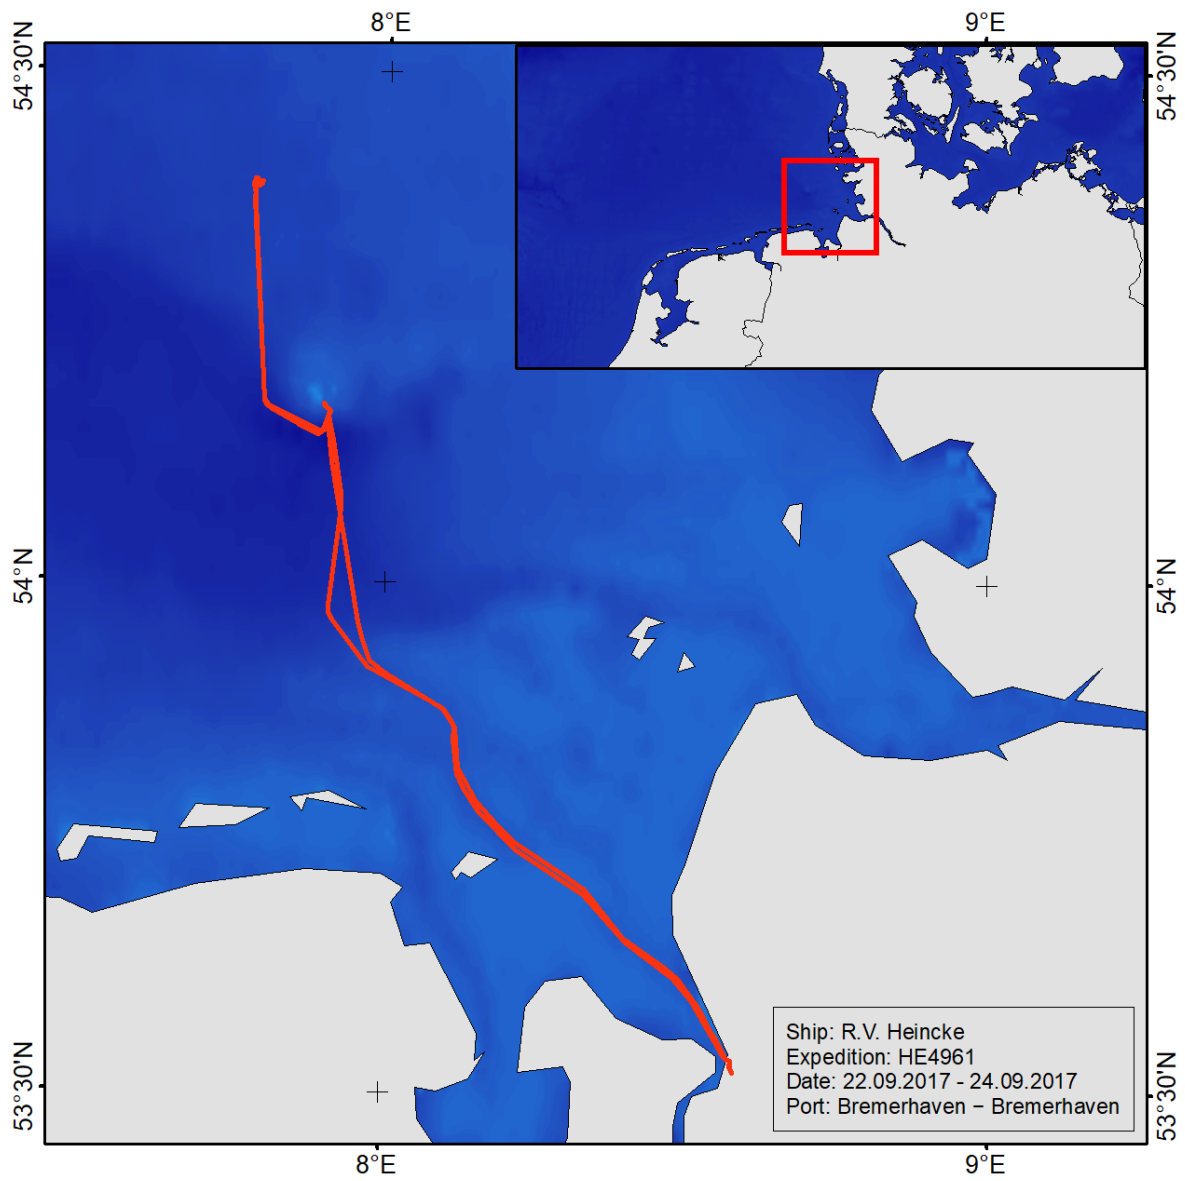 8°E 9°E
54°30'N 54°30'N
54°N 54°N
Ship: R.V. Heincke
Expedition: HE4961
Date: 22.09.2017 - 24.09.2017
Port: Bremerhaven − Bremerhaven
53°30'N 53°30'N
8°E 9°E